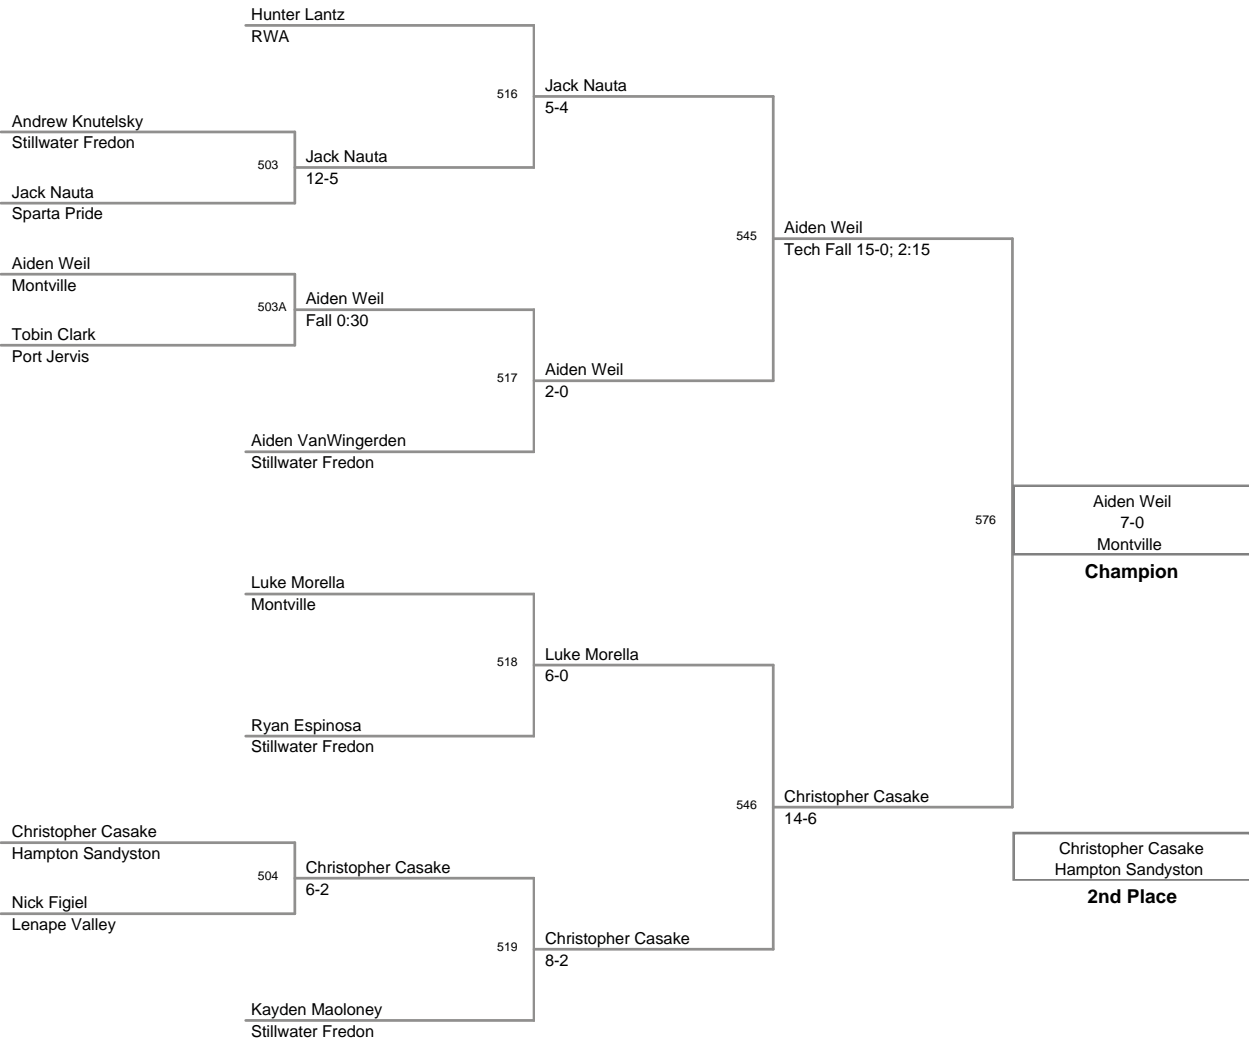 Hunter Lantz
RWA
516
Jack Nauta
5-4
Andrew Knutelsky
Stillwater Fredon
503
Jack Nauta
12-5
Jack Nauta
Sparta Pride
545
Aiden Weil
Tech Fall 15-0; 2:15
Aiden Weil
Montville
503A
Aiden Weil
Fall 0:30
Tobin Clark
Port Jervis
517
Aiden Weil
2-0
Aiden VanWingerden
Stillwater Fredon
576
Aiden Weil
7-0
Montville
Champion
Luke Morella
Montville
518
Luke Morella
6-0
Ryan Espinosa
Stillwater Fredon
546
Christopher Casake
14-6
Christopher Casake
Hampton Sandyston
504
Christopher Casake
6-2
Nick Figiel
Lenape Valley
Christopher Casake
Hampton Sandyston
2nd Place
519
Christopher Casake
8-2
Kayden Maoloney
Stillwater Fredon